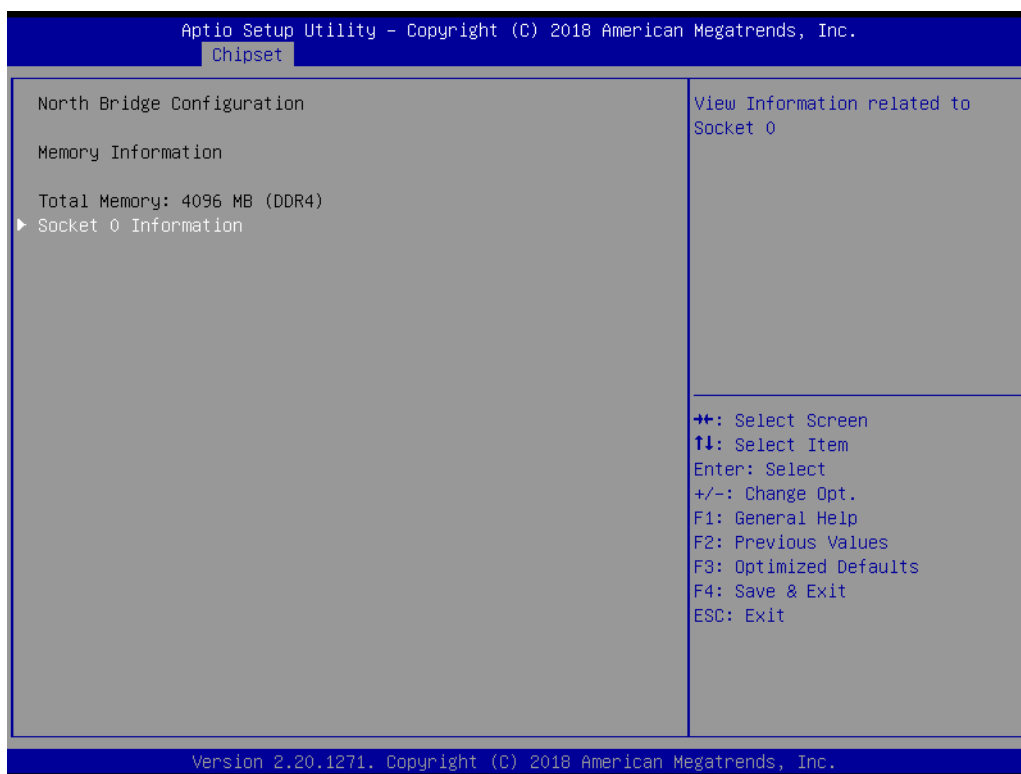 Aptio Setup Utility – Copyright (C) 2018 American Megatrends, Inc.
Chipset
North Bridge Configuration
Memory Information
Total Memory: 4096 MB (DDR4)
Socket 0 Information
View Information related to
Socket 0
→←: Select Screen
↑↓: Select Item
Enter: Select
+/-: Change Opt.
F1: General Help
F2: Previous Values
F3: Optimized Defaults
F4: Save & Exit
ESC: Exit
Version 2.20.1271. Copyright (C) 2018 American Megatrends, Inc.